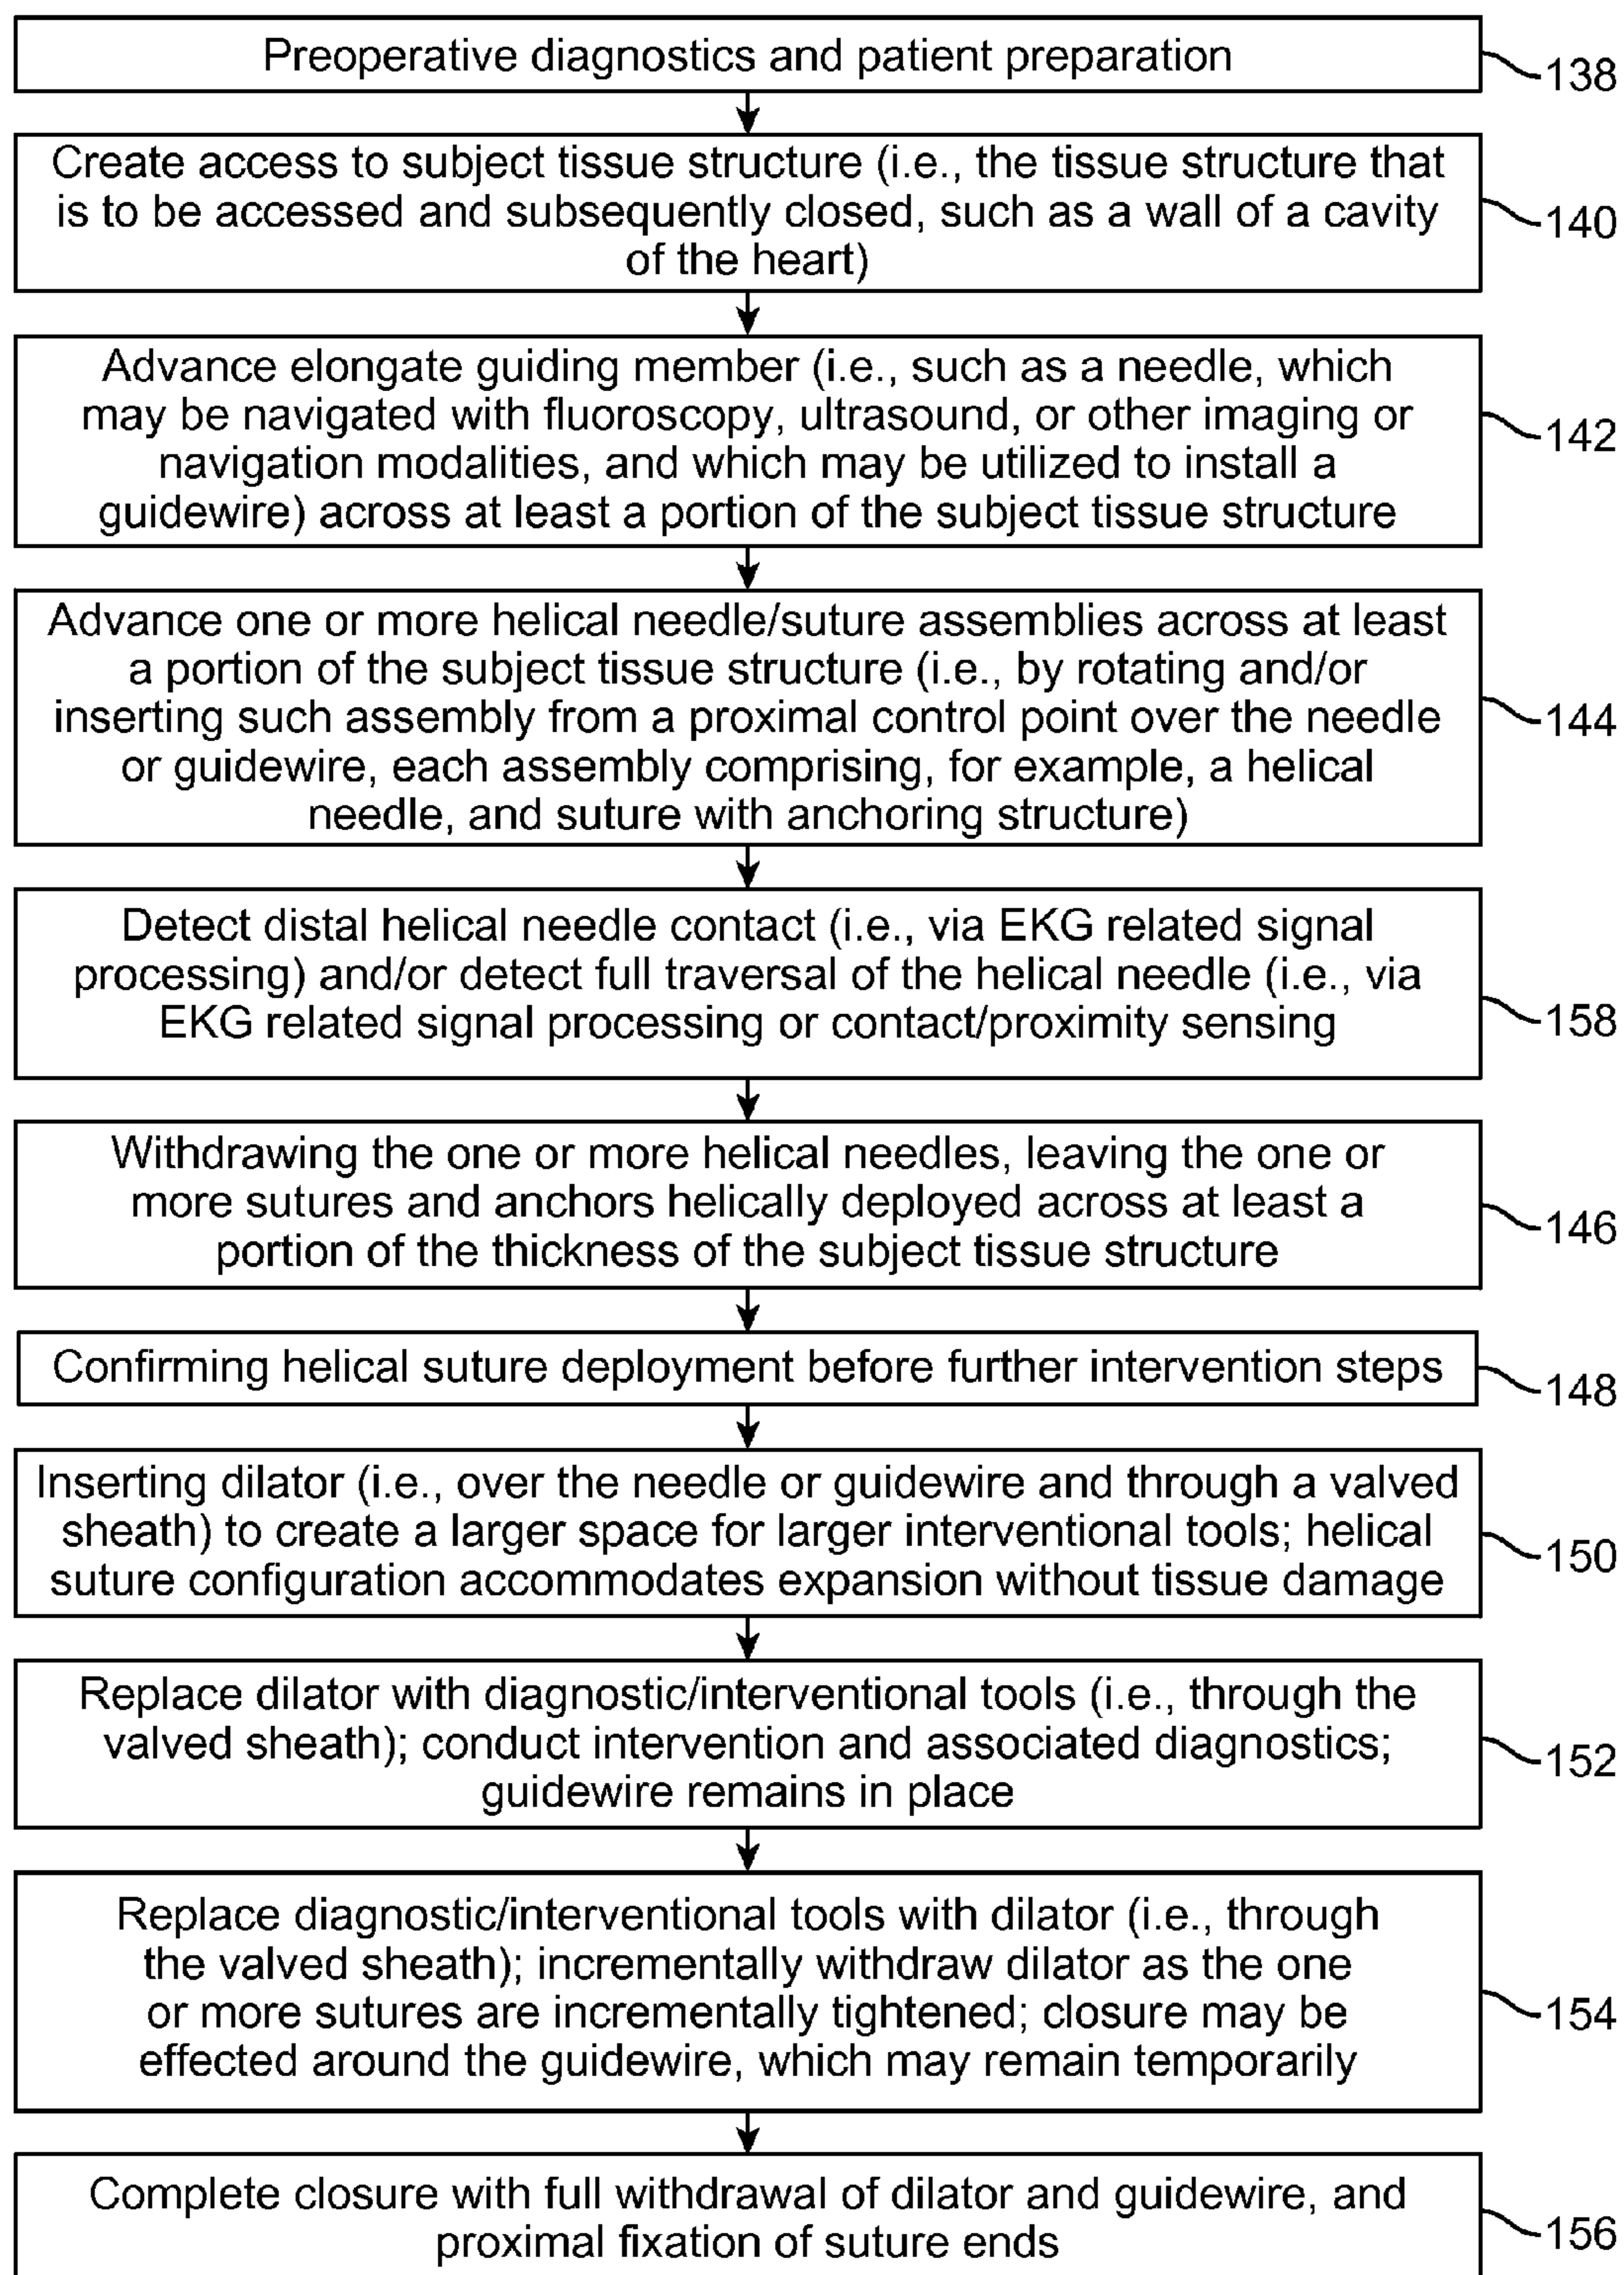 Preoperative diagnostics and patient preparation
138
Create access to subject tissue structure (i.e., the tissue structure that
is to be accessed and subsequently closed, such as a wall of a cavity
of the heart)
140
Advance elongate guiding member (i.e., such as a needle, which
may be navigated with fluoroscopy, ultrasound, or other imaging or
navigation modalities, and which may be utilized to install a
guidewire) across at least a portion of the subject tissue structure
142
Advance one or more helical needle/suture assemblies across at least
a portion of the subject tissue structure (i.e., by rotating and/or
inserting such assembly from a proximal control point over the needle
or guidewire, each assembly comprising, for example, a helical
needle, and suture with anchoring structure)
144
Detect distal helical needle contact (i.e., via EKG related signal
processing) and/or detect full traversal of the helical needle (i.e., via
EKG related signal processing or contact/proximity sensing
158
Withdrawing the one or more helical needles, leaving the one or
more sutures and anchors helically deployed across at least a
portion of the thickness of the subject tissue structure
146
Confirming helical suture deployment before further intervention steps
148
Inserting dilator (i.e., over the needle or guidewire and through a valved
sheath) to create a larger space for larger interventional tools; helical
suture configuration accommodates expansion without tissue damage
150
Replace dilator with diagnostic/interventional tools (i.e., through the
valved sheath); conduct intervention and associated diagnostics;
guidewire remains in place
152
Replace diagnostic/interventional tools with dilator (i.e., through
the valved sheath); incrementally withdraw dilator as the one
or more sutures are incrementally tightened; closure may be
effected around the guidewire, which may remain temporarily
154
Complete closure with full withdrawal of dilator and guidewire, and
proximal fixation of suture ends
156